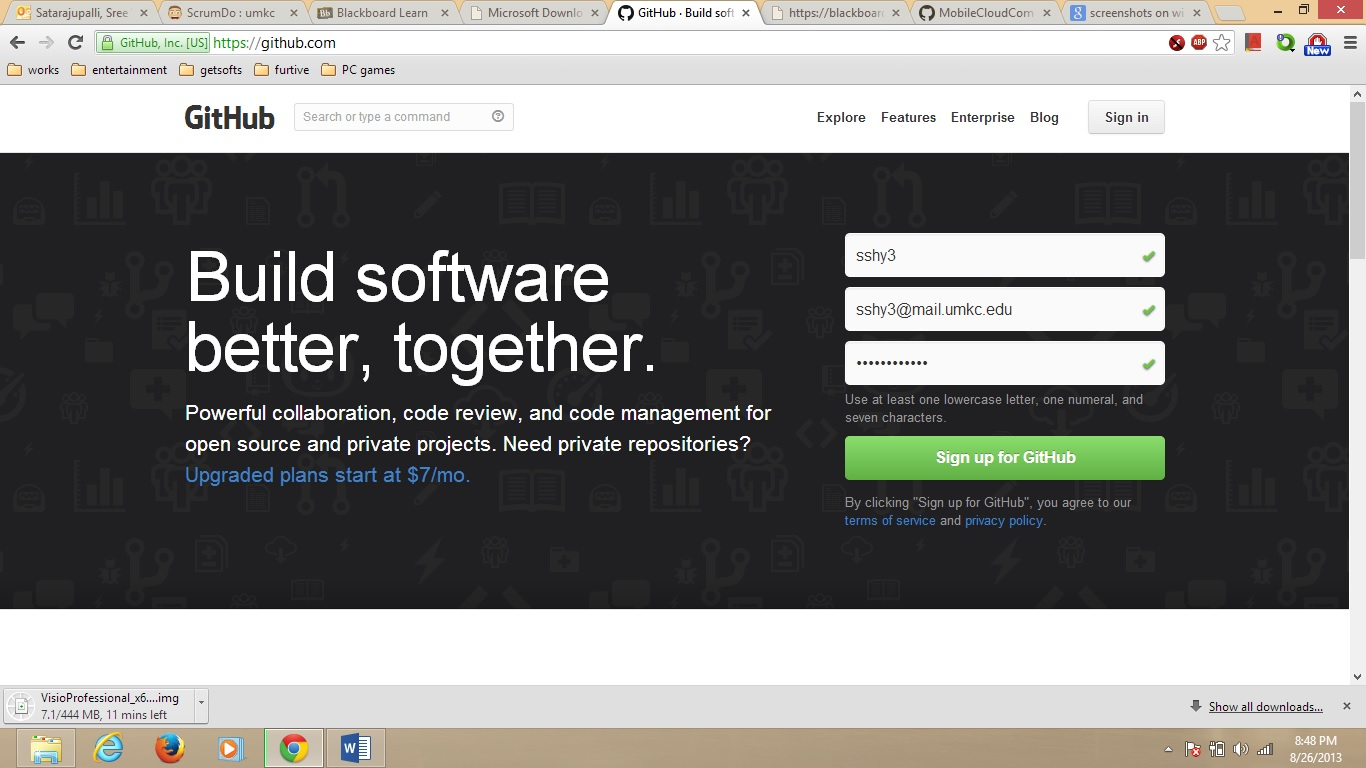 Satarajupalli, Sree
ScrumDo : umkc
Blackboard Learn
Microsoft Downlo
GitHub · Build soft
https://blackboard
MobileCloudCom
screenshots on wi
GitHub, Inc. [US] https://github.com
ABP
New
works
entertainment
getsofts
furtive
PC games
GitHub
Search or type a command
Explore
Features
Enterprise
Blog
Sign in
Build software
better, together.
Powerful collaboration, code review, and code management for
open source and private projects. Need private repositories?
Upgraded plans start at $7/mo.
sshy3
sshy3@mail.umkc.edu
••••••••••••
Use at least one lowercase letter, one numeral, and
seven characters.
Sign up for GitHub
By clicking "Sign up for GitHub", you agree to our
terms of service and privacy policy.
VisioProfessional_x6....img
7.1/444 MB, 11 mins left
Show all downloads...
8:48 PM
8/26/2013